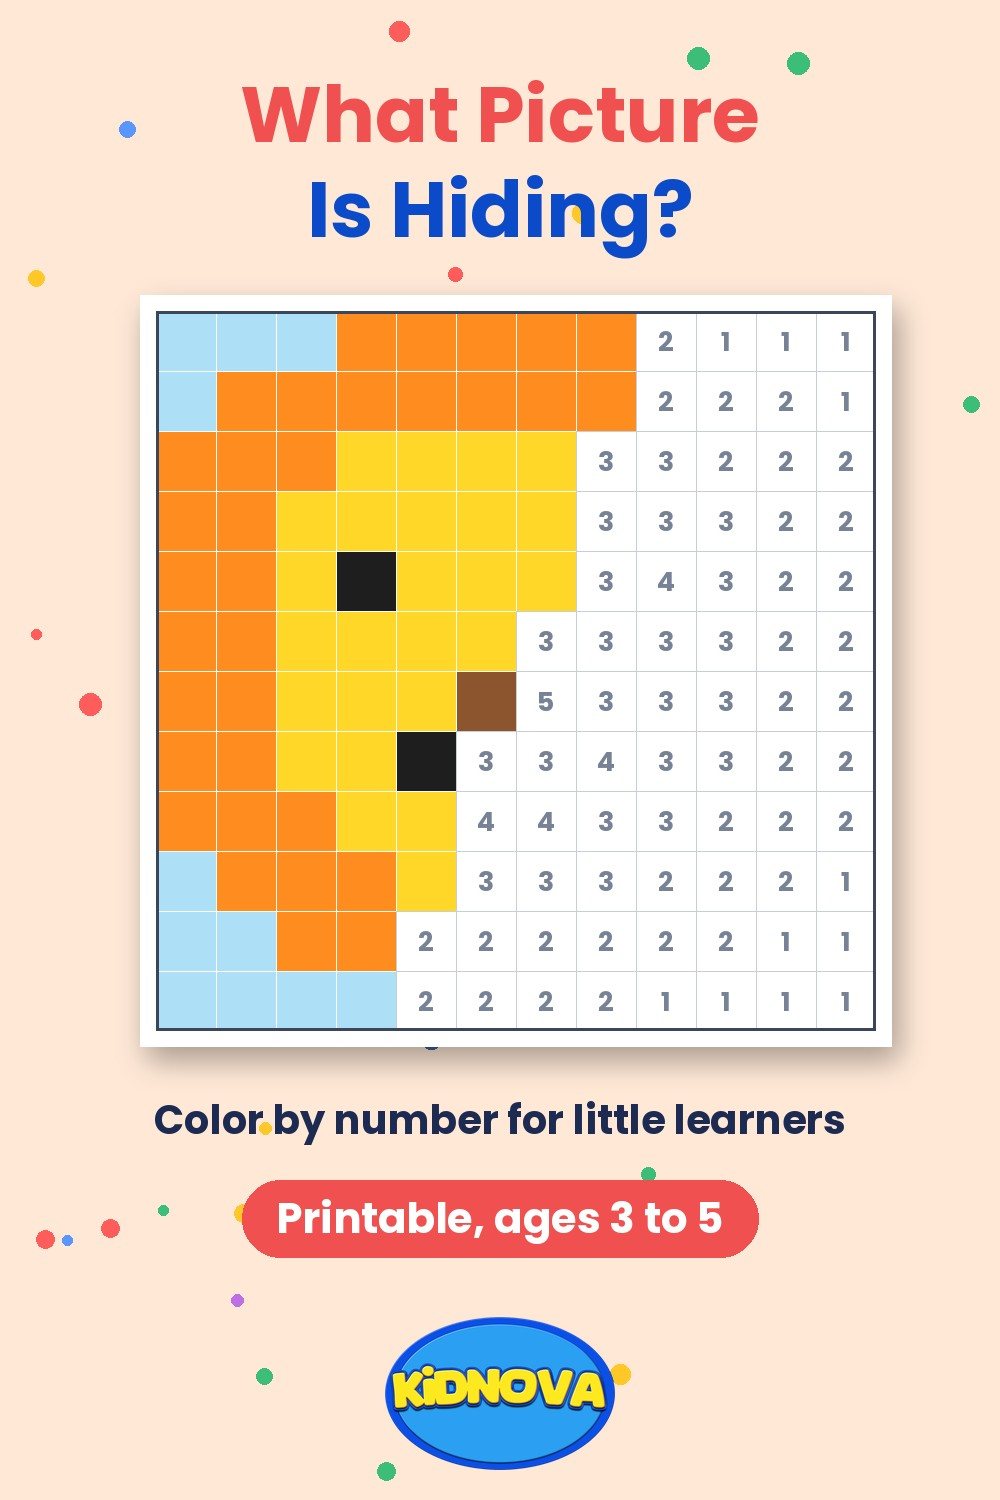 What Picture
Is Hiding?
2 1 1 1
2 2 2 1
3 3 2 2 2
3 3 3 2 2
3 4 3 2 2
3 3 3 3 2 2
5 3 3 3 2 2
3 3 4 3 3 2 2
4 4 3 3 2 2 2
3 3 3 2 2 2 1
2 2 2 2 2 2 1 1
2 2 2 2 1 1 1 1
Color by number for little learners
Printable, ages 3 to 5
KiDNOVA